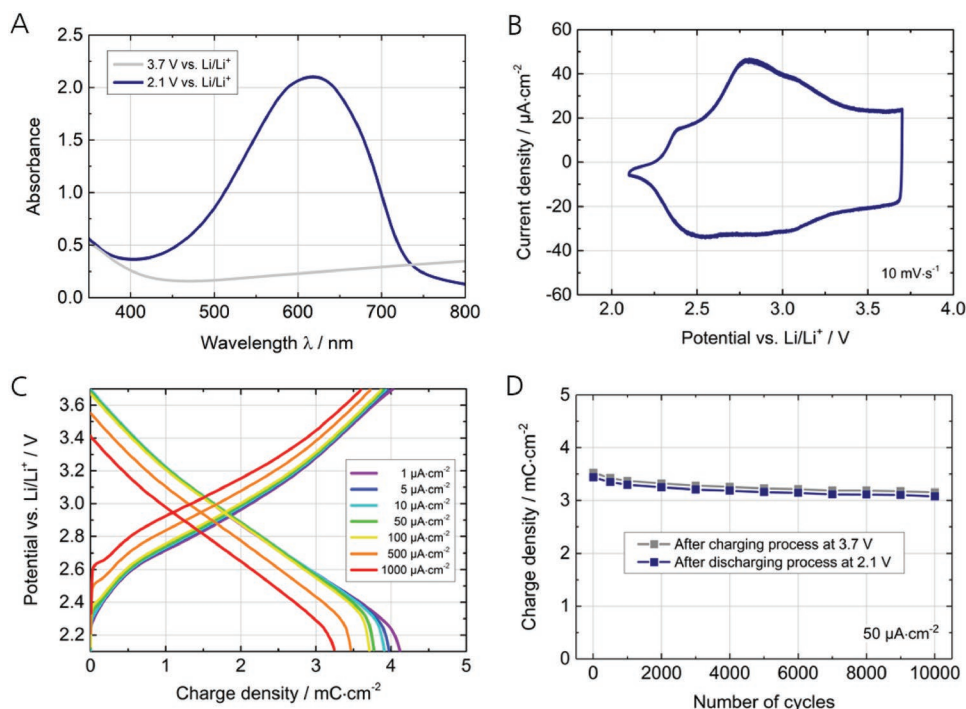 A
2.5
2.0
1.5
1.0
0.5
0.0
Absorbance
3.7 V vs. Li/Li⁺
2.1 V vs. Li/Li⁺
400 500 600 700 800
Wavelength λ / nm
B
60
40
20
0
-20
-40
-60
Current density / µA·cm⁻²
10 mV·s⁻¹
2.0 2.5 3.0 3.5 4.0
Potential vs. Li/Li⁺ / V
C
3.6
3.4
3.2
3.0
2.8
2.6
2.4
2.2
Potential vs. Li/Li⁺ / V
1 µA·cm⁻²
5 µA·cm⁻²
10 µA·cm⁻²
50 µA·cm⁻²
100 µA·cm⁻²
500 µA·cm⁻²
1000 µA·cm⁻²
0 1 2 3 4 5
Charge density / mC·cm⁻²
D
5
4
3
2
1
0
Charge density / mC·cm⁻²
After charging process at 3.7 V
After discharging process at 2.1 V
50 µA·cm⁻²
0 2000 4000 6000 8000 10000
Number of cycles